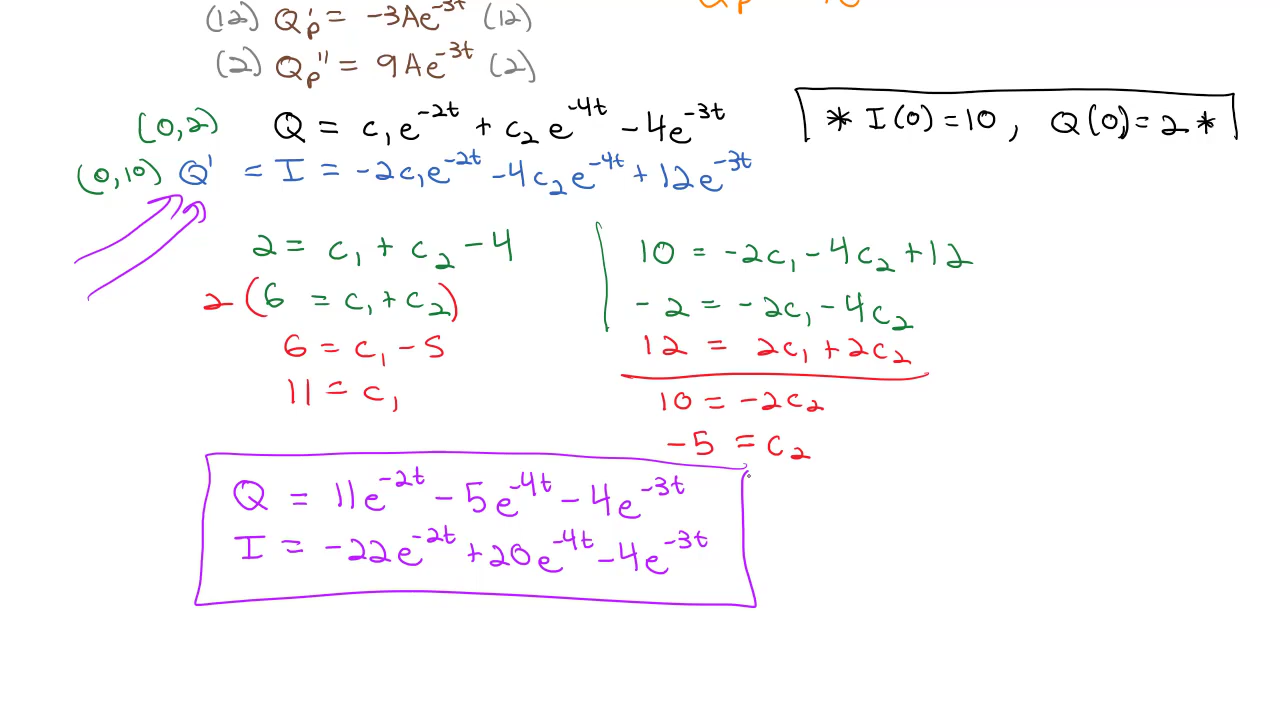 (12) Qₚ' = -3Ae^{-3t} (12)
(2) Qₚ'' = 9Ae^{-3t} (2)
(0,2) Q = c₁e^{-2t} + c₂e^{-4t} - 4e^{-3t}
* I(0) = 10, Q(0) = 2 *
(0,10) Q' = I = -2c₁e^{-2t} - 4c₂e^{-4t} + 12e^{-3t}
2 = c₁ + c₂ - 4
2 (6 = c₁ + c₂)
6 = c₁ - 5
11 = c₁
10 = -2c₁ - 4c₂ + 12
-2 = -2c₁ - 4c₂
12 = 2c₁ + 2c₂
10 = -2c₂
-5 = c₂
Q = 11e^{-2t} - 5e^{-4t} - 4e^{-3t}
I = -22e^{-2t} + 20e^{-4t} - 4e^{-3t}